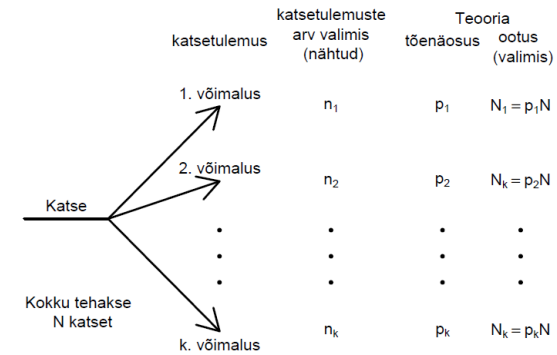 katsetulemus
katsetulemuste
arv valimis
(nähtud)
Teooria
tõenäosus
ootus
(valimis)
1. võimalus n₁ p₁ N₁ = p₁N
2. võimalus n₂ p₂ Nₖ = p₂N
Katse
Kokku tehakse
N katset
k. võimalus nₖ pₖ Nₖ = pₖN